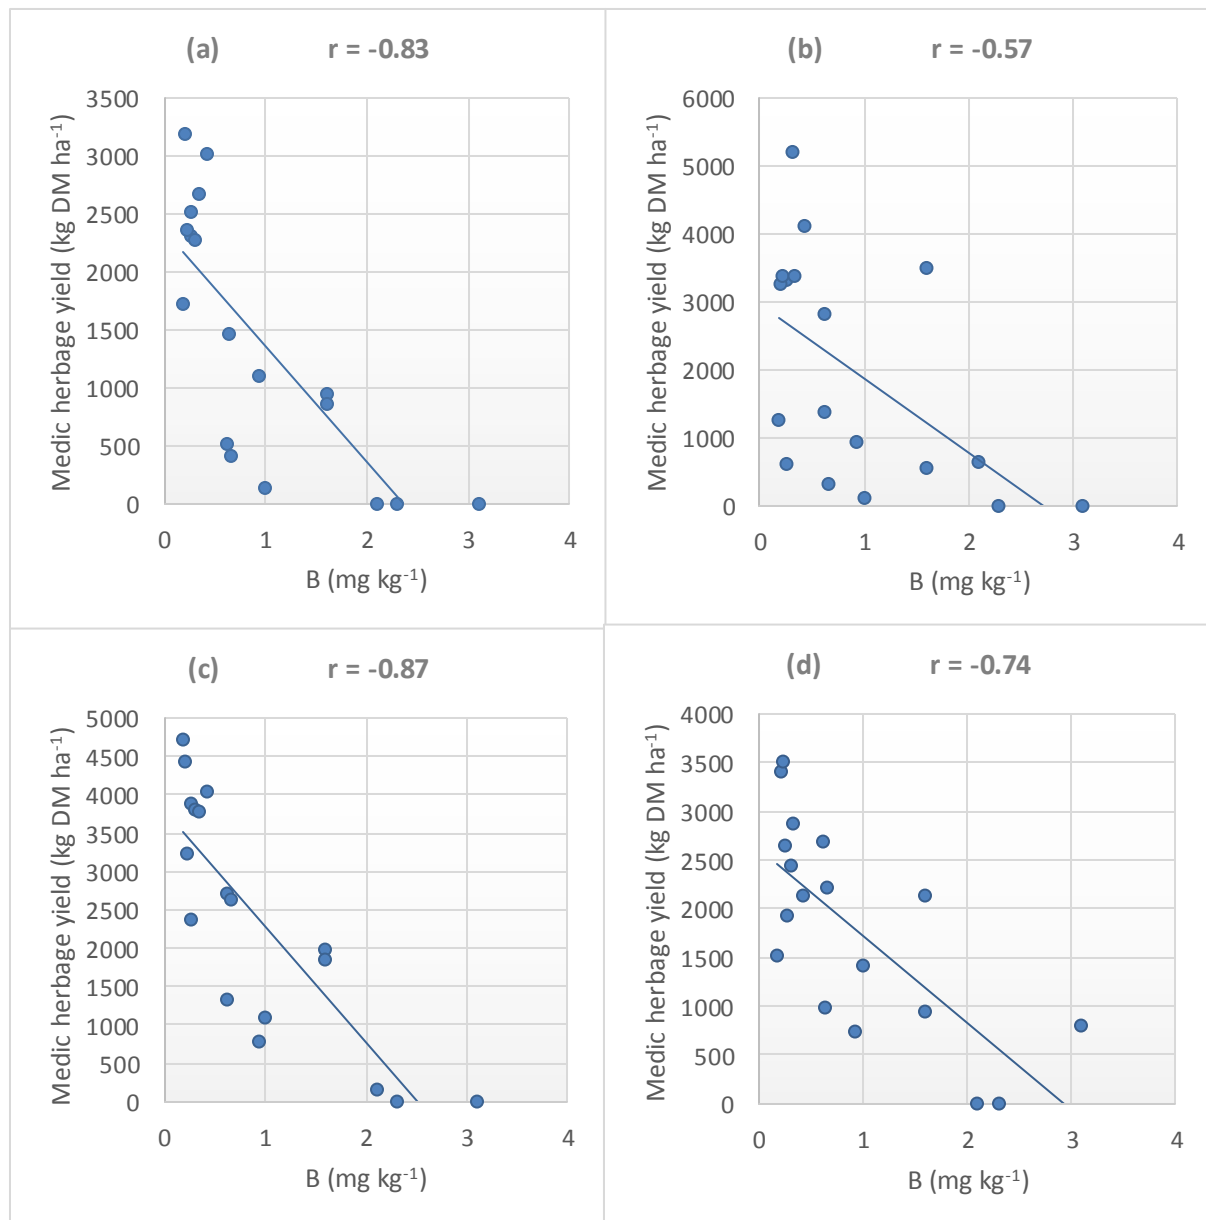 (a) r = -0.83
Medic herbage yield (kg DM ha⁻¹)
3500
3000
2500
2000
1500
1000
500
0
0 1 2 3 4
B (mg kg⁻¹)
(b) r = -0.57
Medic herbage yield (kg DM ha⁻¹)
6000
5000
4000
3000
2000
1000
0
0 1 2 3 4
B (mg kg⁻¹)
(c) r = -0.87
Medic herbage yield (kg DM ha⁻¹)
5000
4500
4000
3500
3000
2500
2000
1500
1000
500
0
0 1 2 3 4
B (mg kg⁻¹)
(d) r = -0.74
Medic herbage yield (kg DM ha⁻¹)
4000
3500
3000
2500
2000
1500
1000
500
0
0 1 2 3 4
B (mg kg⁻¹)